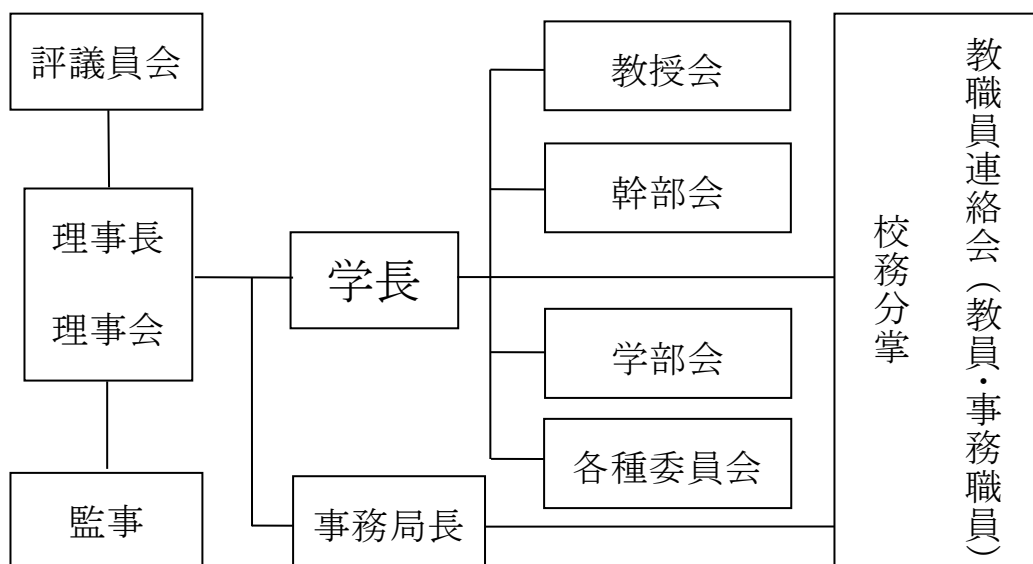 評議員会
理事長
理事会
監事
学長
事務局長
教授会
幹部会
学部会
各種委員会
教職員連絡会（教員・事務職員）
校務分掌